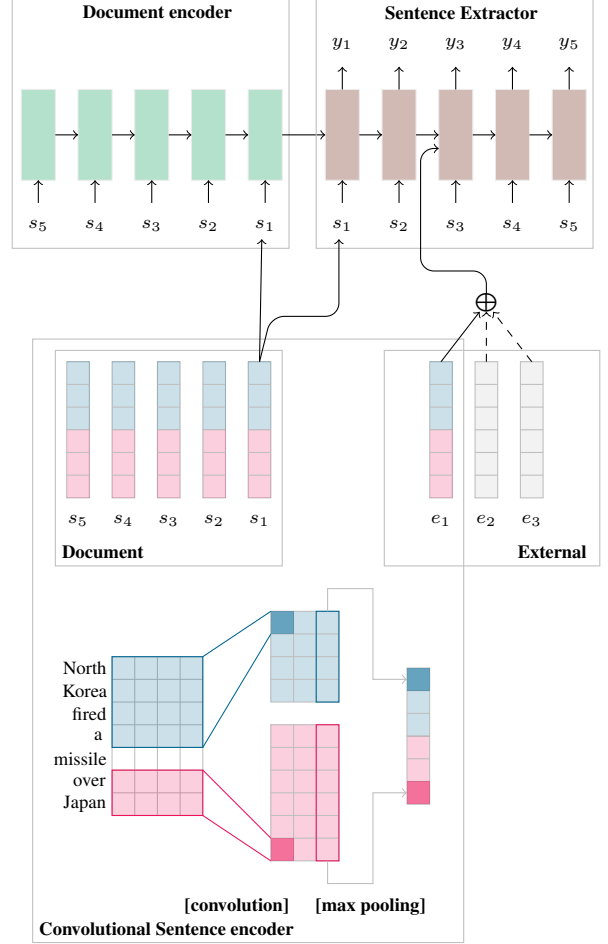 Document encoder
Sentence Extractor
y1 y2 y3 y4 y5
s5 s4 s3 s2 s1
s1 s2 s3 s4 s5
⊕
s5 s4 s3 s2 s1
e1 e2 e3
Document
External
North
Korea
fired
a
missile
over
Japan
[convolution] [max pooling]
Convolutional Sentence encoder